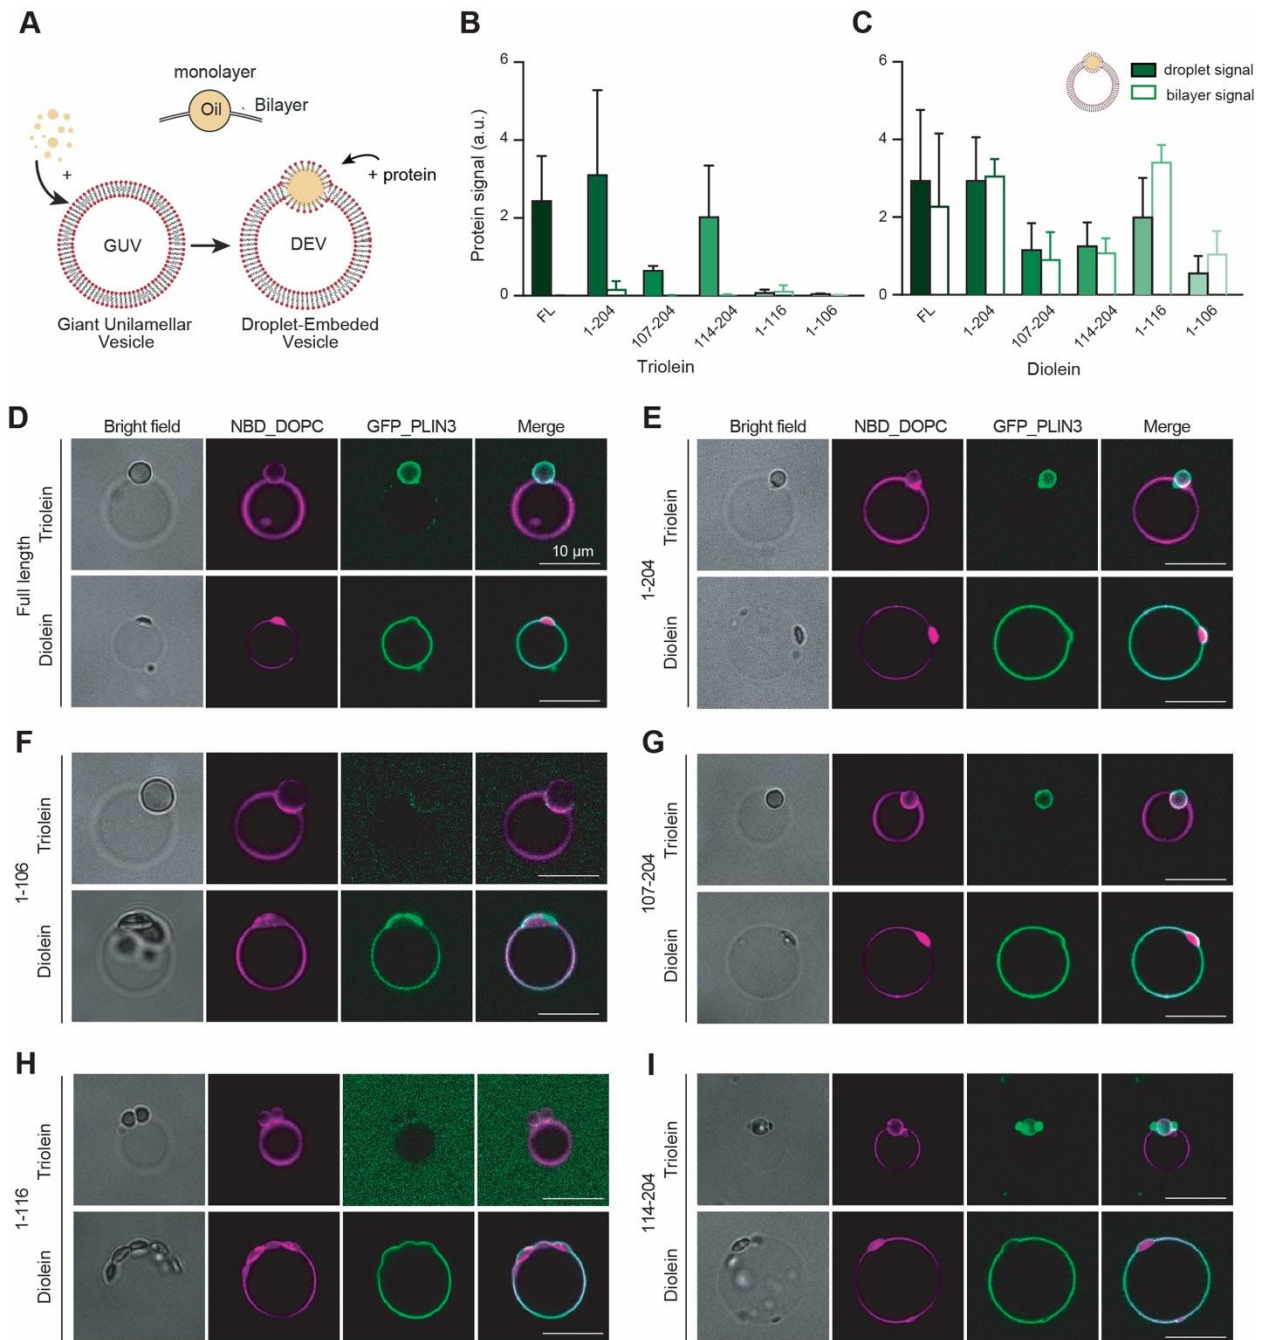 A
monolayer
Oil
Bilayer
+
+ protein
GUV
DEV
Giant Unilamellar
Vesicle
Droplet-Embeded
Vesicle
B
Protein signal (a.u.)
6
4
2
0
FL
1-204
107-204
114-204
1-116
1-106
Triolein
C
6
4
2
0
droplet signal
bilayer signal
FL
1-204
107-204
114-204
1-116
1-106
Diolein
D
Bright field NBD_DOPC GFP_PLIN3 Merge
Full length
Triolein
10 µm
Diolein
E
Bright field NBD_DOPC GFP_PLIN3 Merge
1-204
Triolein
Diolein
F
1-106
Triolein
Diolein
G
107-204
Triolein
Diolein
H
1-116
Triolein
Diolein
I
114-204
Triolein
Diolein